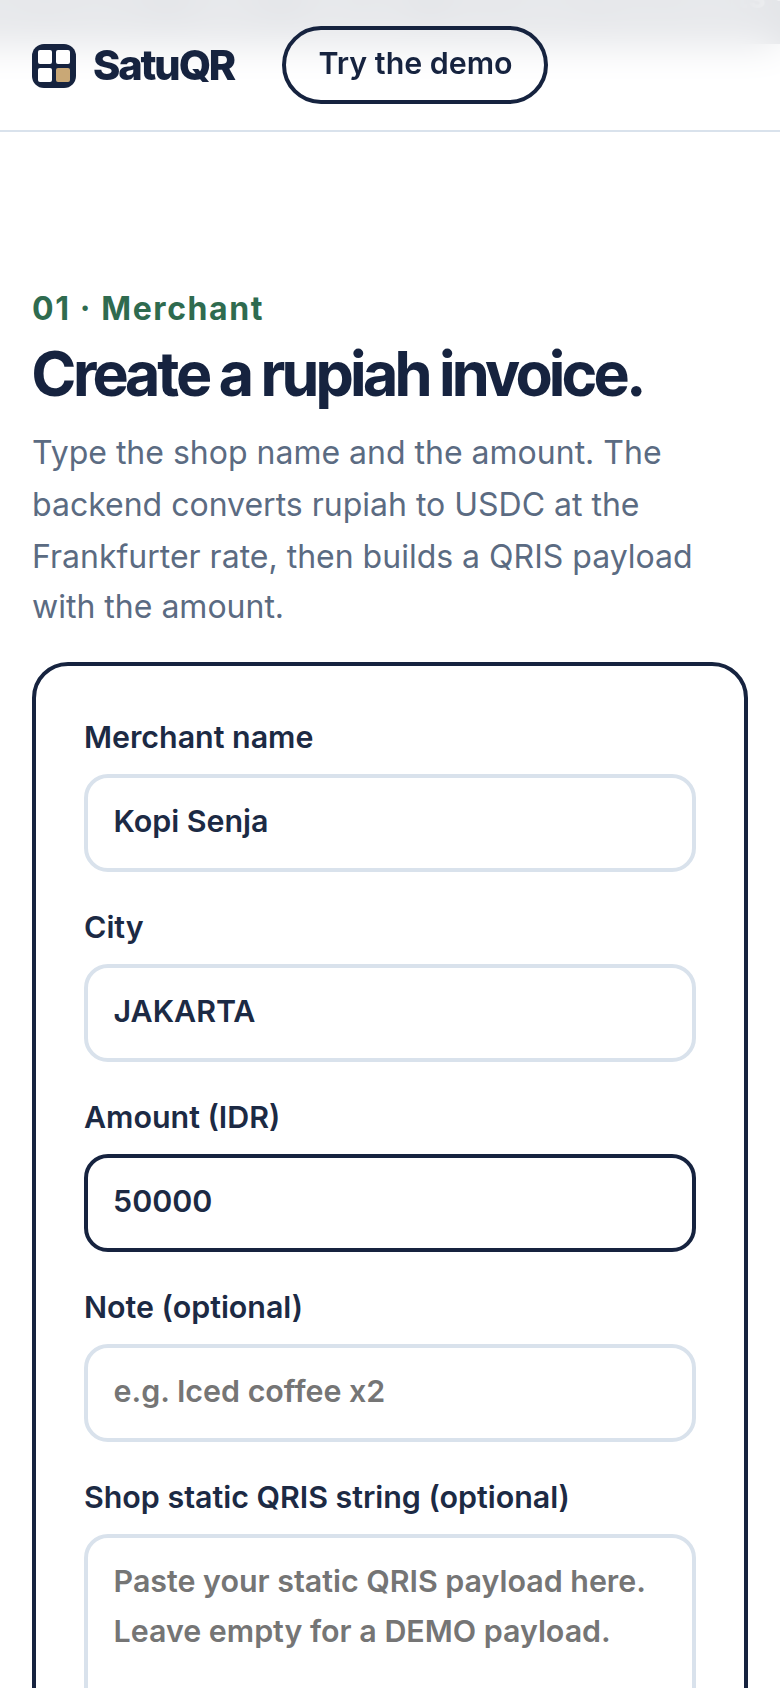 SatuQR
Try the demo
01 · Merchant
Create a rupiah invoice.
Type the shop name and the amount. The
backend converts rupiah to USDC at the
Frankfurter rate, then builds a QRIS payload
with the amount.
Merchant name
Kopi Senja
City
JAKARTA
Amount (IDR)
50000
Note (optional)
e.g. Iced coffee x2
Shop static QRIS string (optional)
Paste your static QRIS payload here.
Leave empty for a DEMO payload.